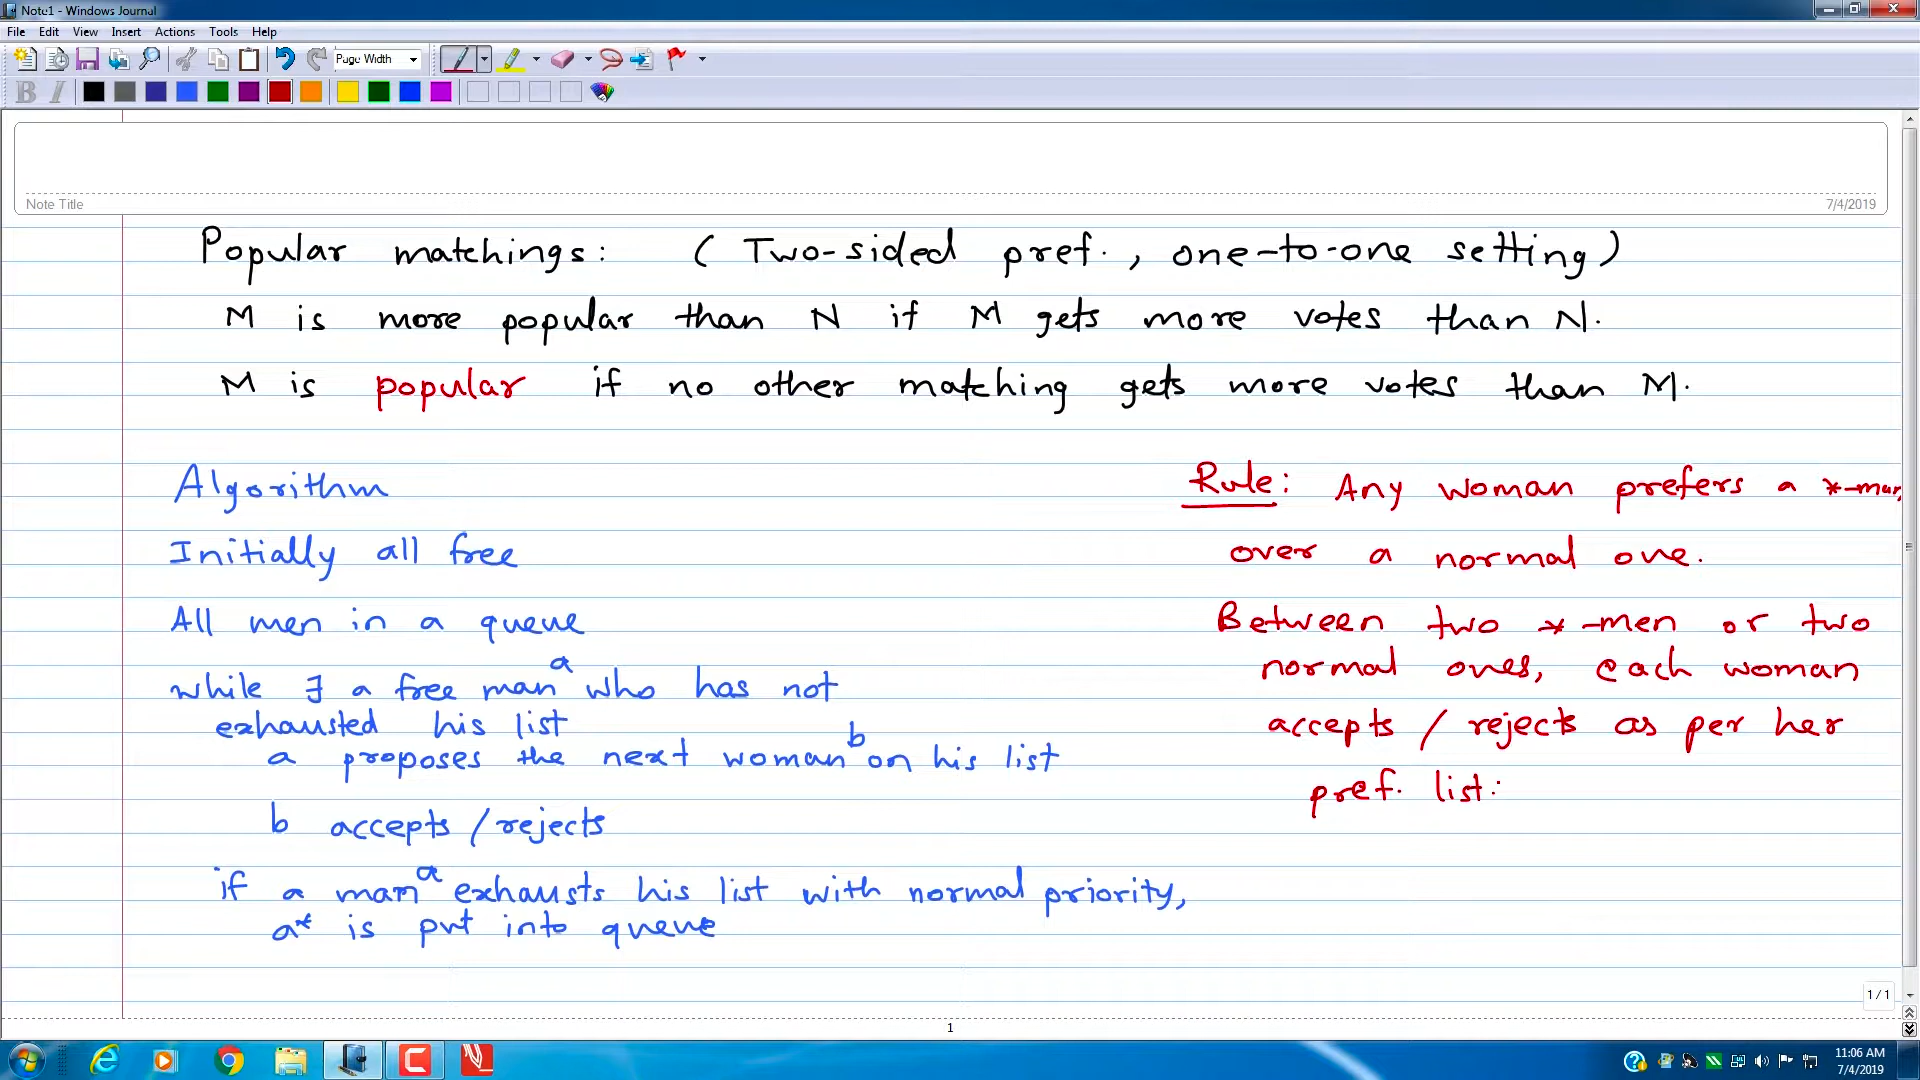 Note1 - Windows Journal
File Edit View Insert Actions Tools Help
Page Width
B I
Note Title
7/4/2019
Popular matchings: (Two-sided pref., one-to-one setting)
M is more popular than N if M gets more votes than N.
M is popular if no other matching gets more votes than M.
Algorithm
Initially all free
All men in a queue
while ∃ a free man a who has not
exhausted his list
a proposes the next woman b on his list
b accepts/rejects
if a man a exhausts his list with normal priority,
a* is put into queue
Rule: Any woman prefers a *-man
over a normal one.
Between two *-men or two
normal ones, each woman
accepts/rejects as per her
pref. list.
1/1
1
11:06 AM
7/4/2019